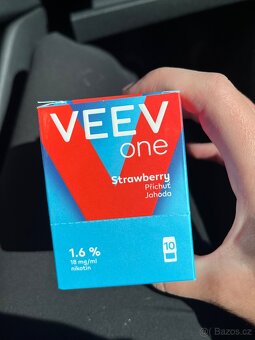 VEEV
one
Strawberry
Příchuť
Jahoda
1.6 %
18 mg/ml
nikotin
10
© Bazos.cz